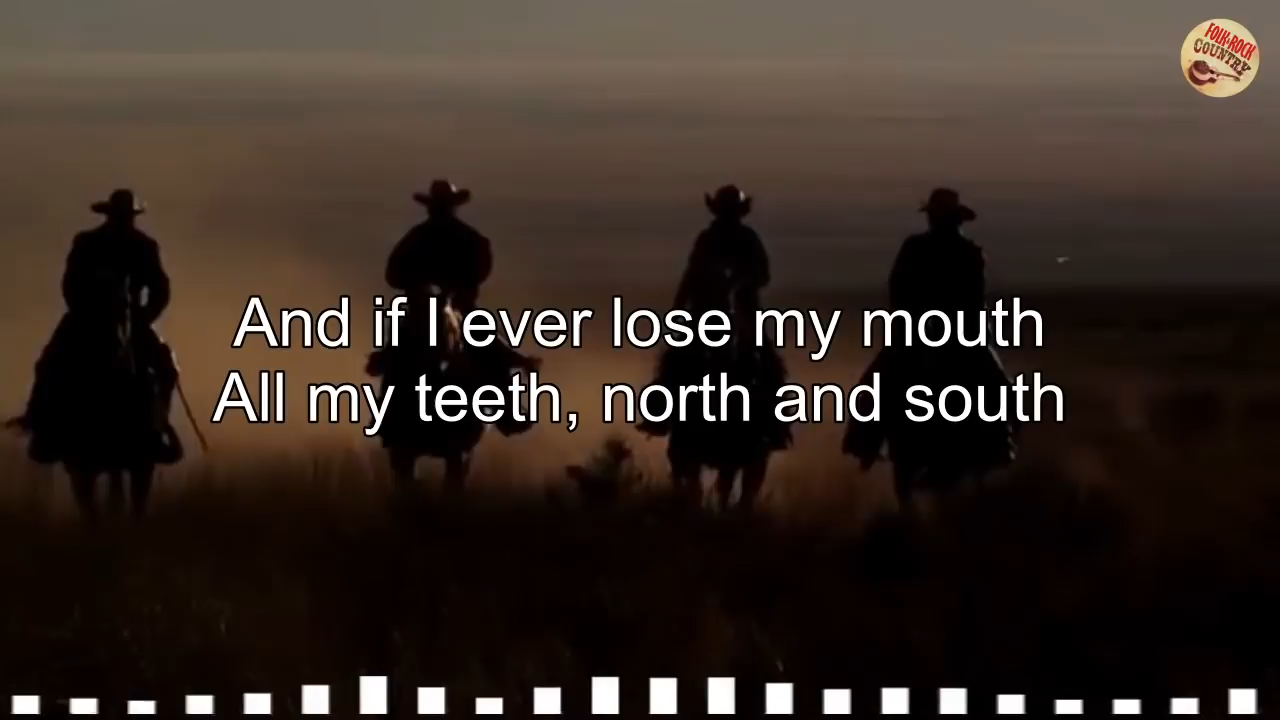 FOLK-ROCK
COUNTRY
And if I ever lose my mouth
All my teeth, north and south